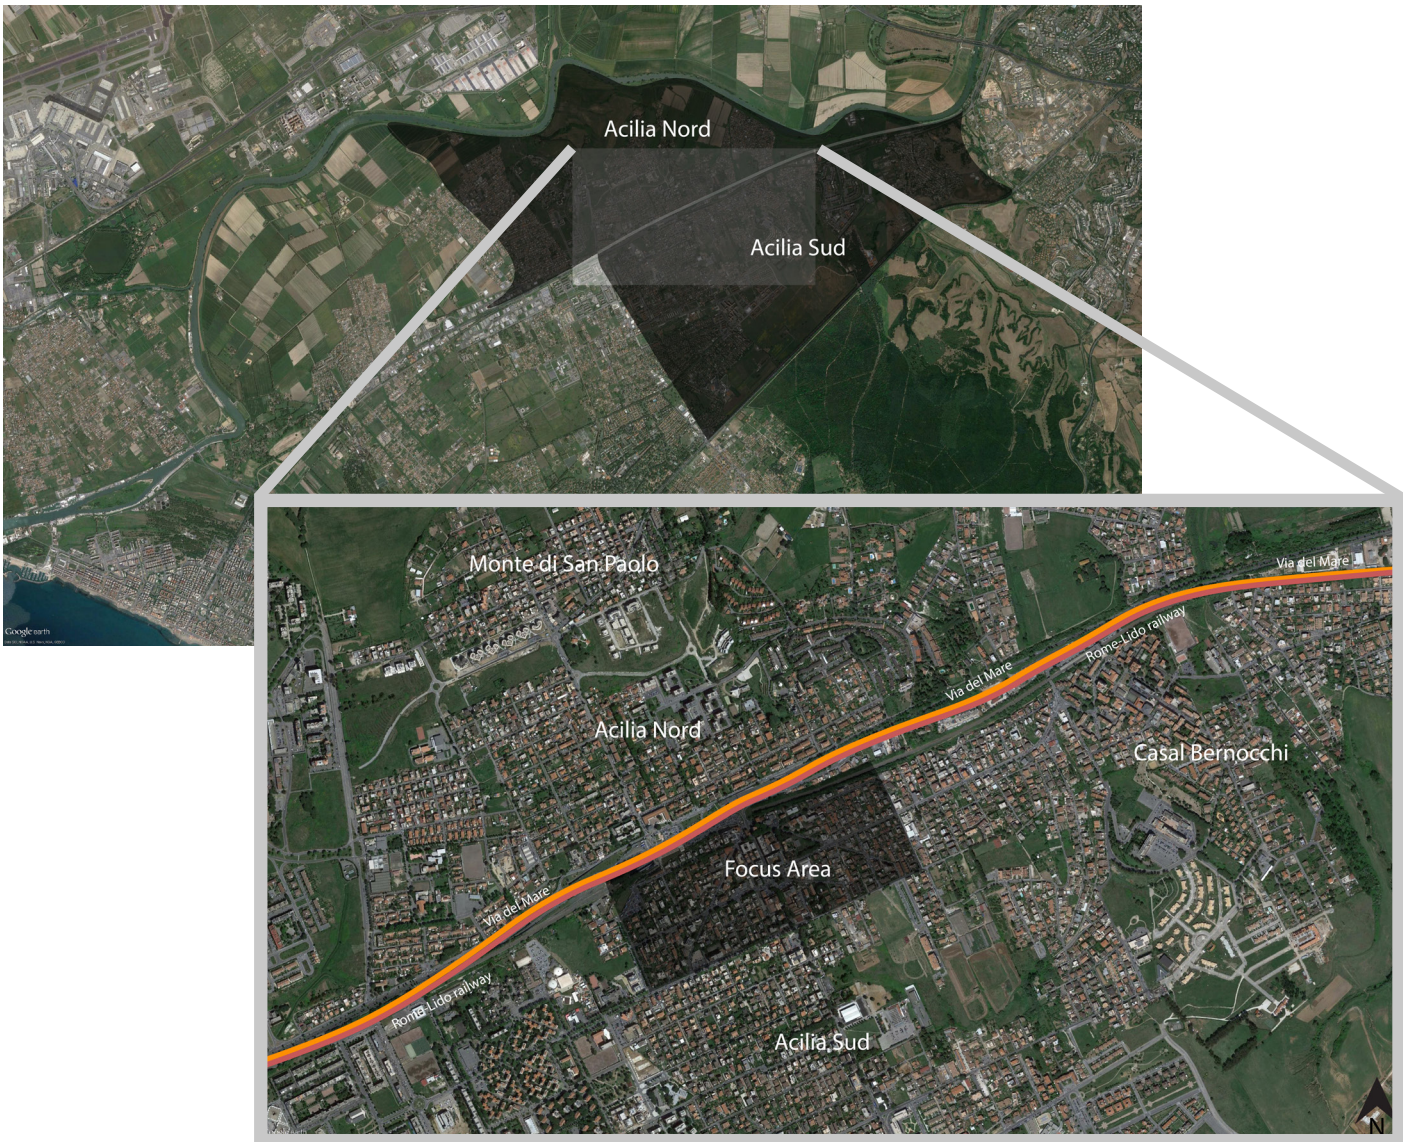 Acilia Nord
Acilia Sud
Google earth
Monte di San Paolo
Via del Mare
Rome-Lido railway
Via del Mare
Acilia Nord
Casal Bernocchi
Focus Area
Via del Mare
Rome-Lido railway
Acilia Sud
N